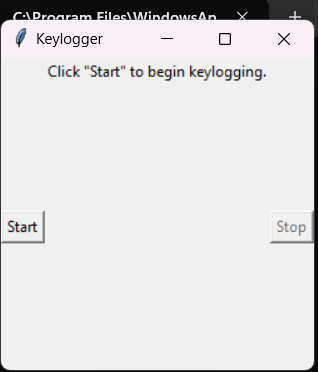 C:\Program Files\WindowsAp
Keylogger
Click "Start" to begin keylogging.
Start
Stop